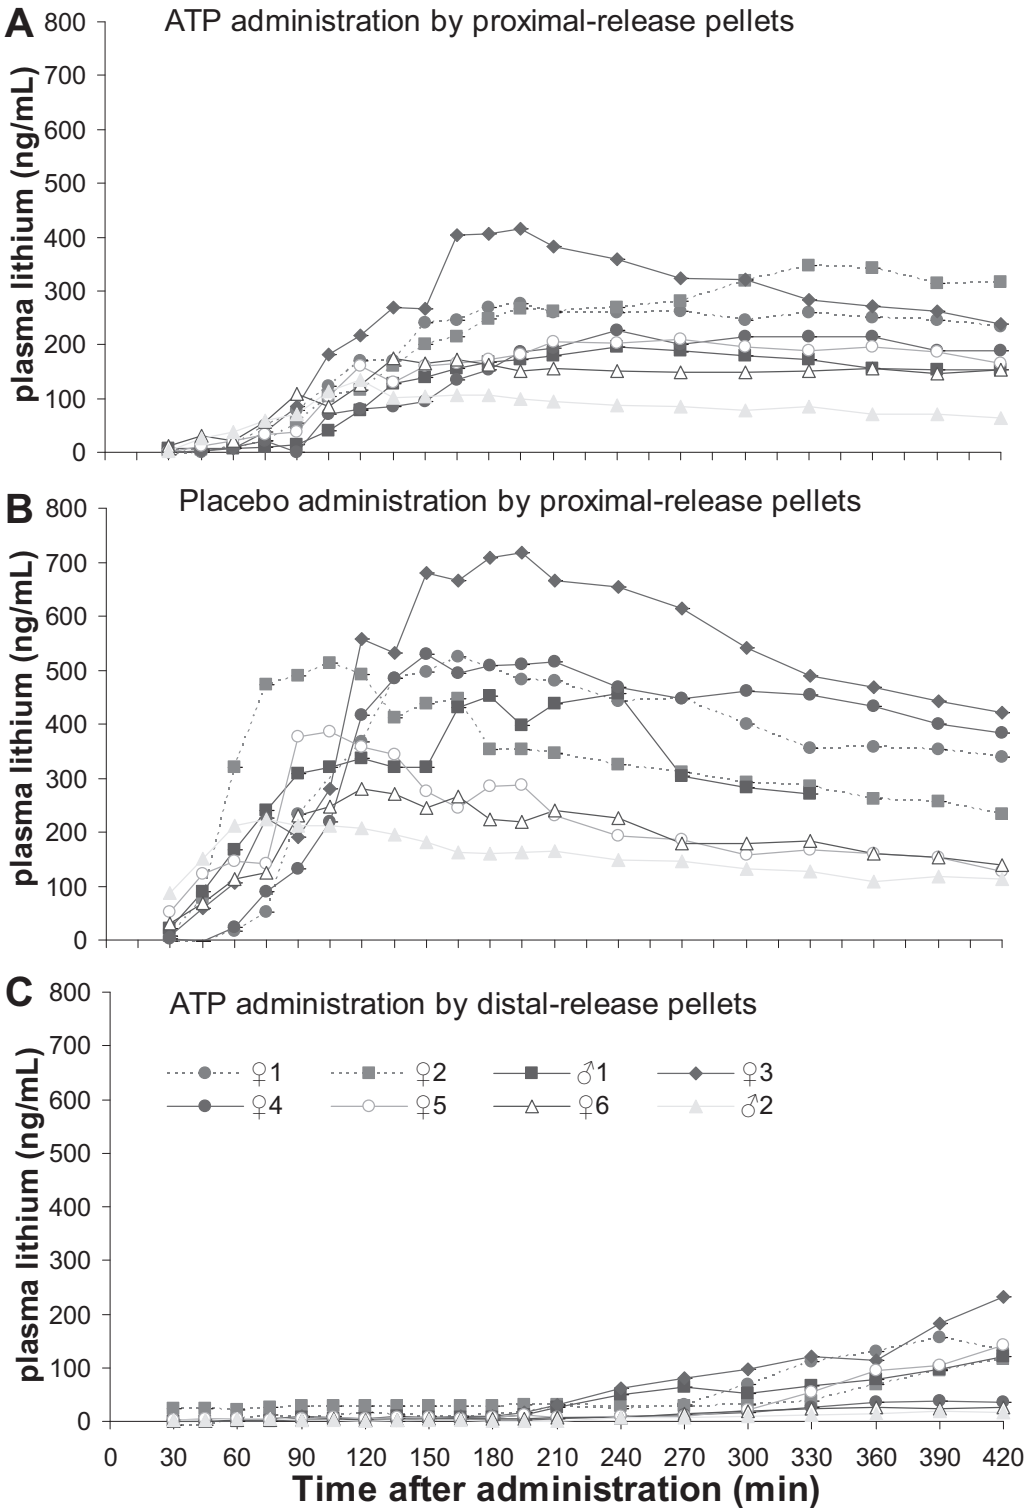 A
ATP administration by proximal-release pellets
plasma lithium (ng/mL)
800
700
600
500
400
300
200
100
0
B
Placebo administration by proximal-release pellets
plasma lithium (ng/mL)
800
700
600
500
400
300
200
100
0
C
ATP administration by distal-release pellets
plasma lithium (ng/mL)
800
700
600
500
400
300
200
100
0
♀1 ♀2 ♂1 ♀3
♀4 ♀5 ♀6 ♂2
0 30 60 90 120 150 180 210 240 270 300 330 360 390 420
Time after administration (min)